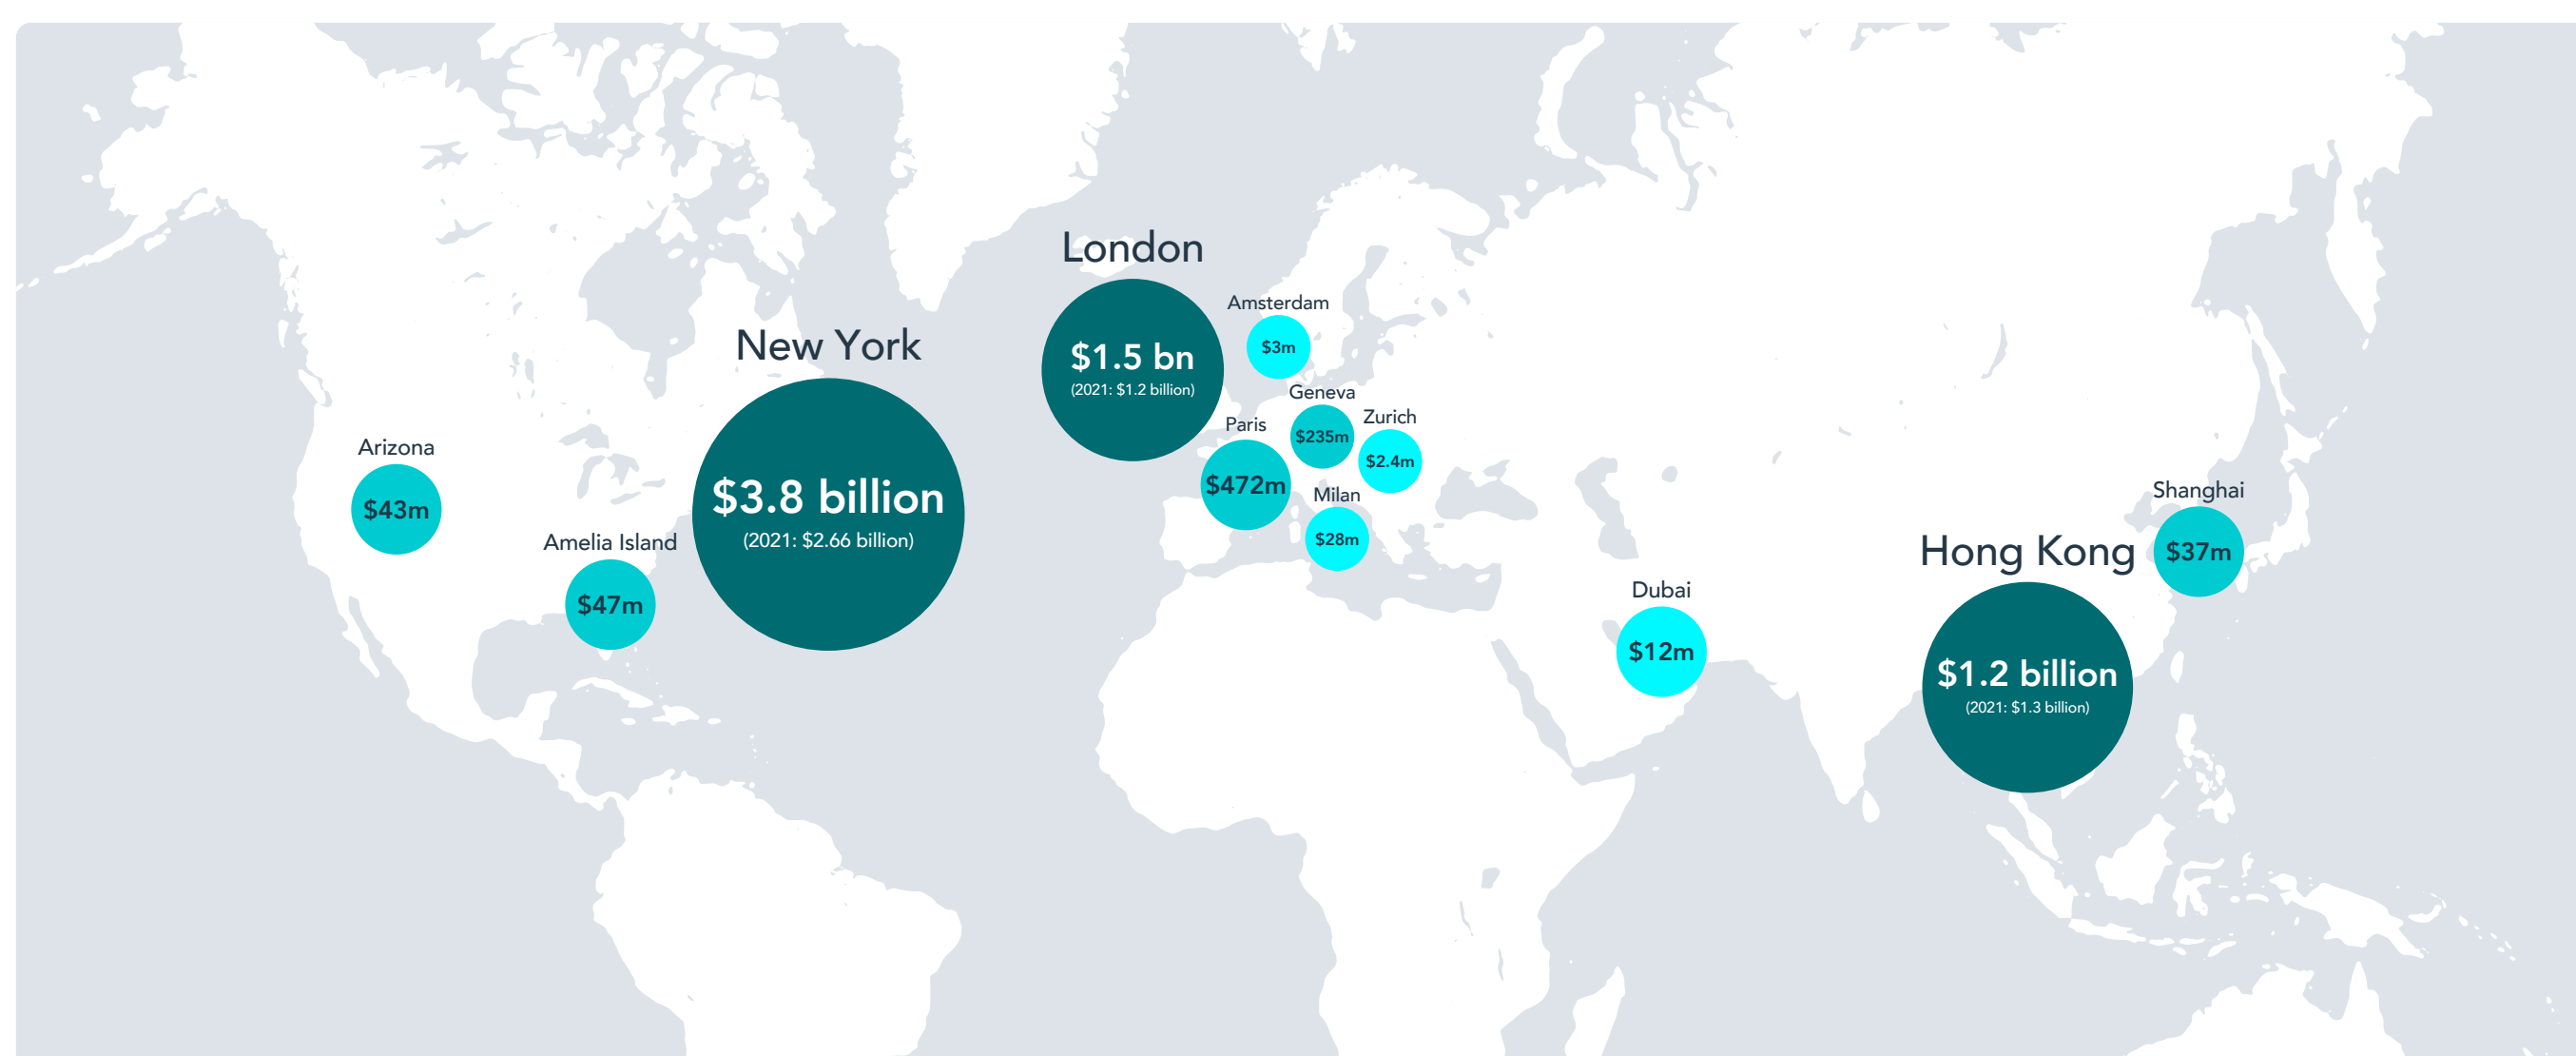 London
$1.5 bn
(2021: $1.2 billion)
Amsterdam
$3m
New York
$3.8 billion
(2021: $2.66 billion)
Geneva
$235m
Zurich
$2.4m
Paris
$472m
Milan
$28m
Arizona
$43m
Amelia Island
$47m
Dubai
$12m
Shanghai
$37m
Hong Kong
$1.2 billion
(2021: $1.3 billion)